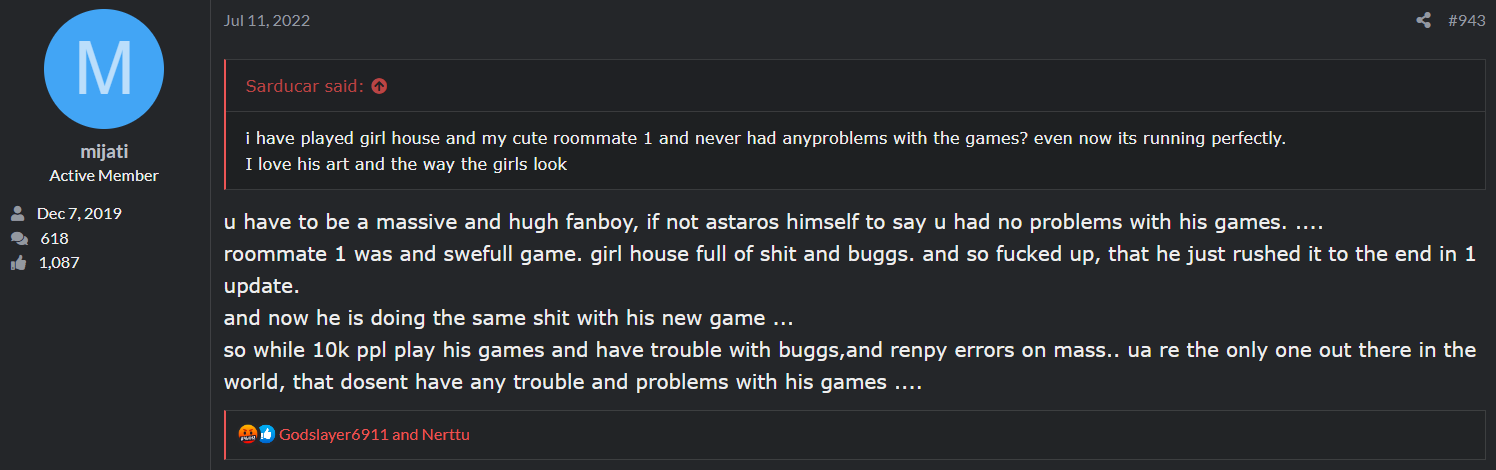 M
mijati
Active Member
Dec 7, 2019
618
1,087
Jul 11, 2022
#943
Sarducar said:
i have played girl house and my cute roommate 1 and never had anyproblems with the games? even now its running perfectly.
I love his art and the way the girls look
u have to be a massive and hugh fanboy, if not astaros himself to say u had no problems with his games. ....
roommate 1 was and swefull game. girl house full of shit and buggs. and so fucked up, that he just rushed it to the end in 1
update.
and now he is doing the same shit with his new game ...
so while 10k ppl play his games and have trouble with buggs,and renpy errors on mass.. ua re the only one out there in the
world, that dosent have any trouble and problems with his games ....
Godslayer6911 and Nerttu